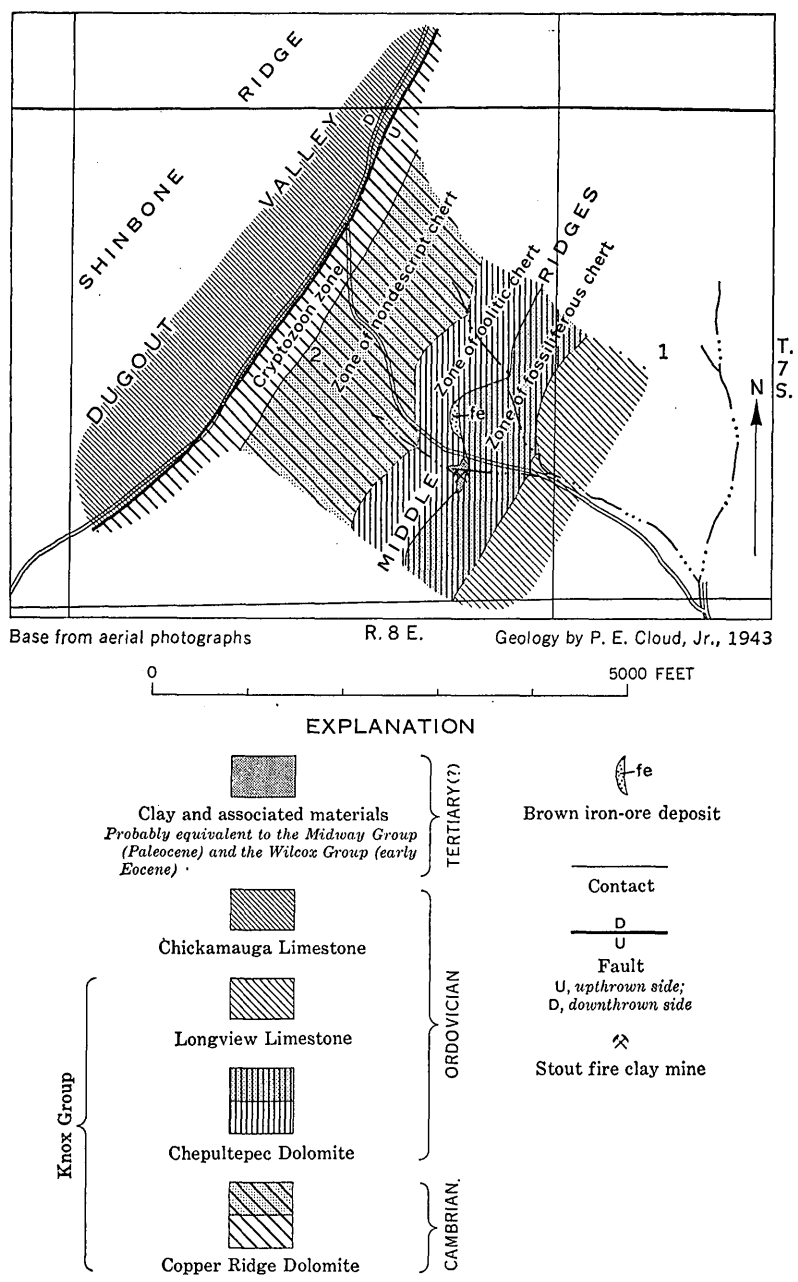 SHINBONE RIDGE
DUGOUT VALLEY
D
U
Cryptozoon zone
2
Zone of nondescript chert
Zone of oolitic chert
Zone of fossiliferous chert
MIDDLE RIDGES
fe
1
T.
7
S.
N
Base from aerial photographs
R. 8 E.
Geology by P. E. Cloud, Jr., 1943
0
5000 FEET
EXPLANATION
Clay and associated materials
Probably equivalent to the Midway Group
(Paleocene) and the Wilcox Group (early
Eocene)
TERTIARY(?)
Chickamauga Limestone
Longview Limestone
Chepultepec Dolomite
ORDOVICIAN
Copper Ridge Dolomite
CAMBRIAN
Knox Group
fe
Brown iron-ore deposit
Contact
D
U
Fault
U, upthrown side;
D, downthrown side
Stout fire clay mine